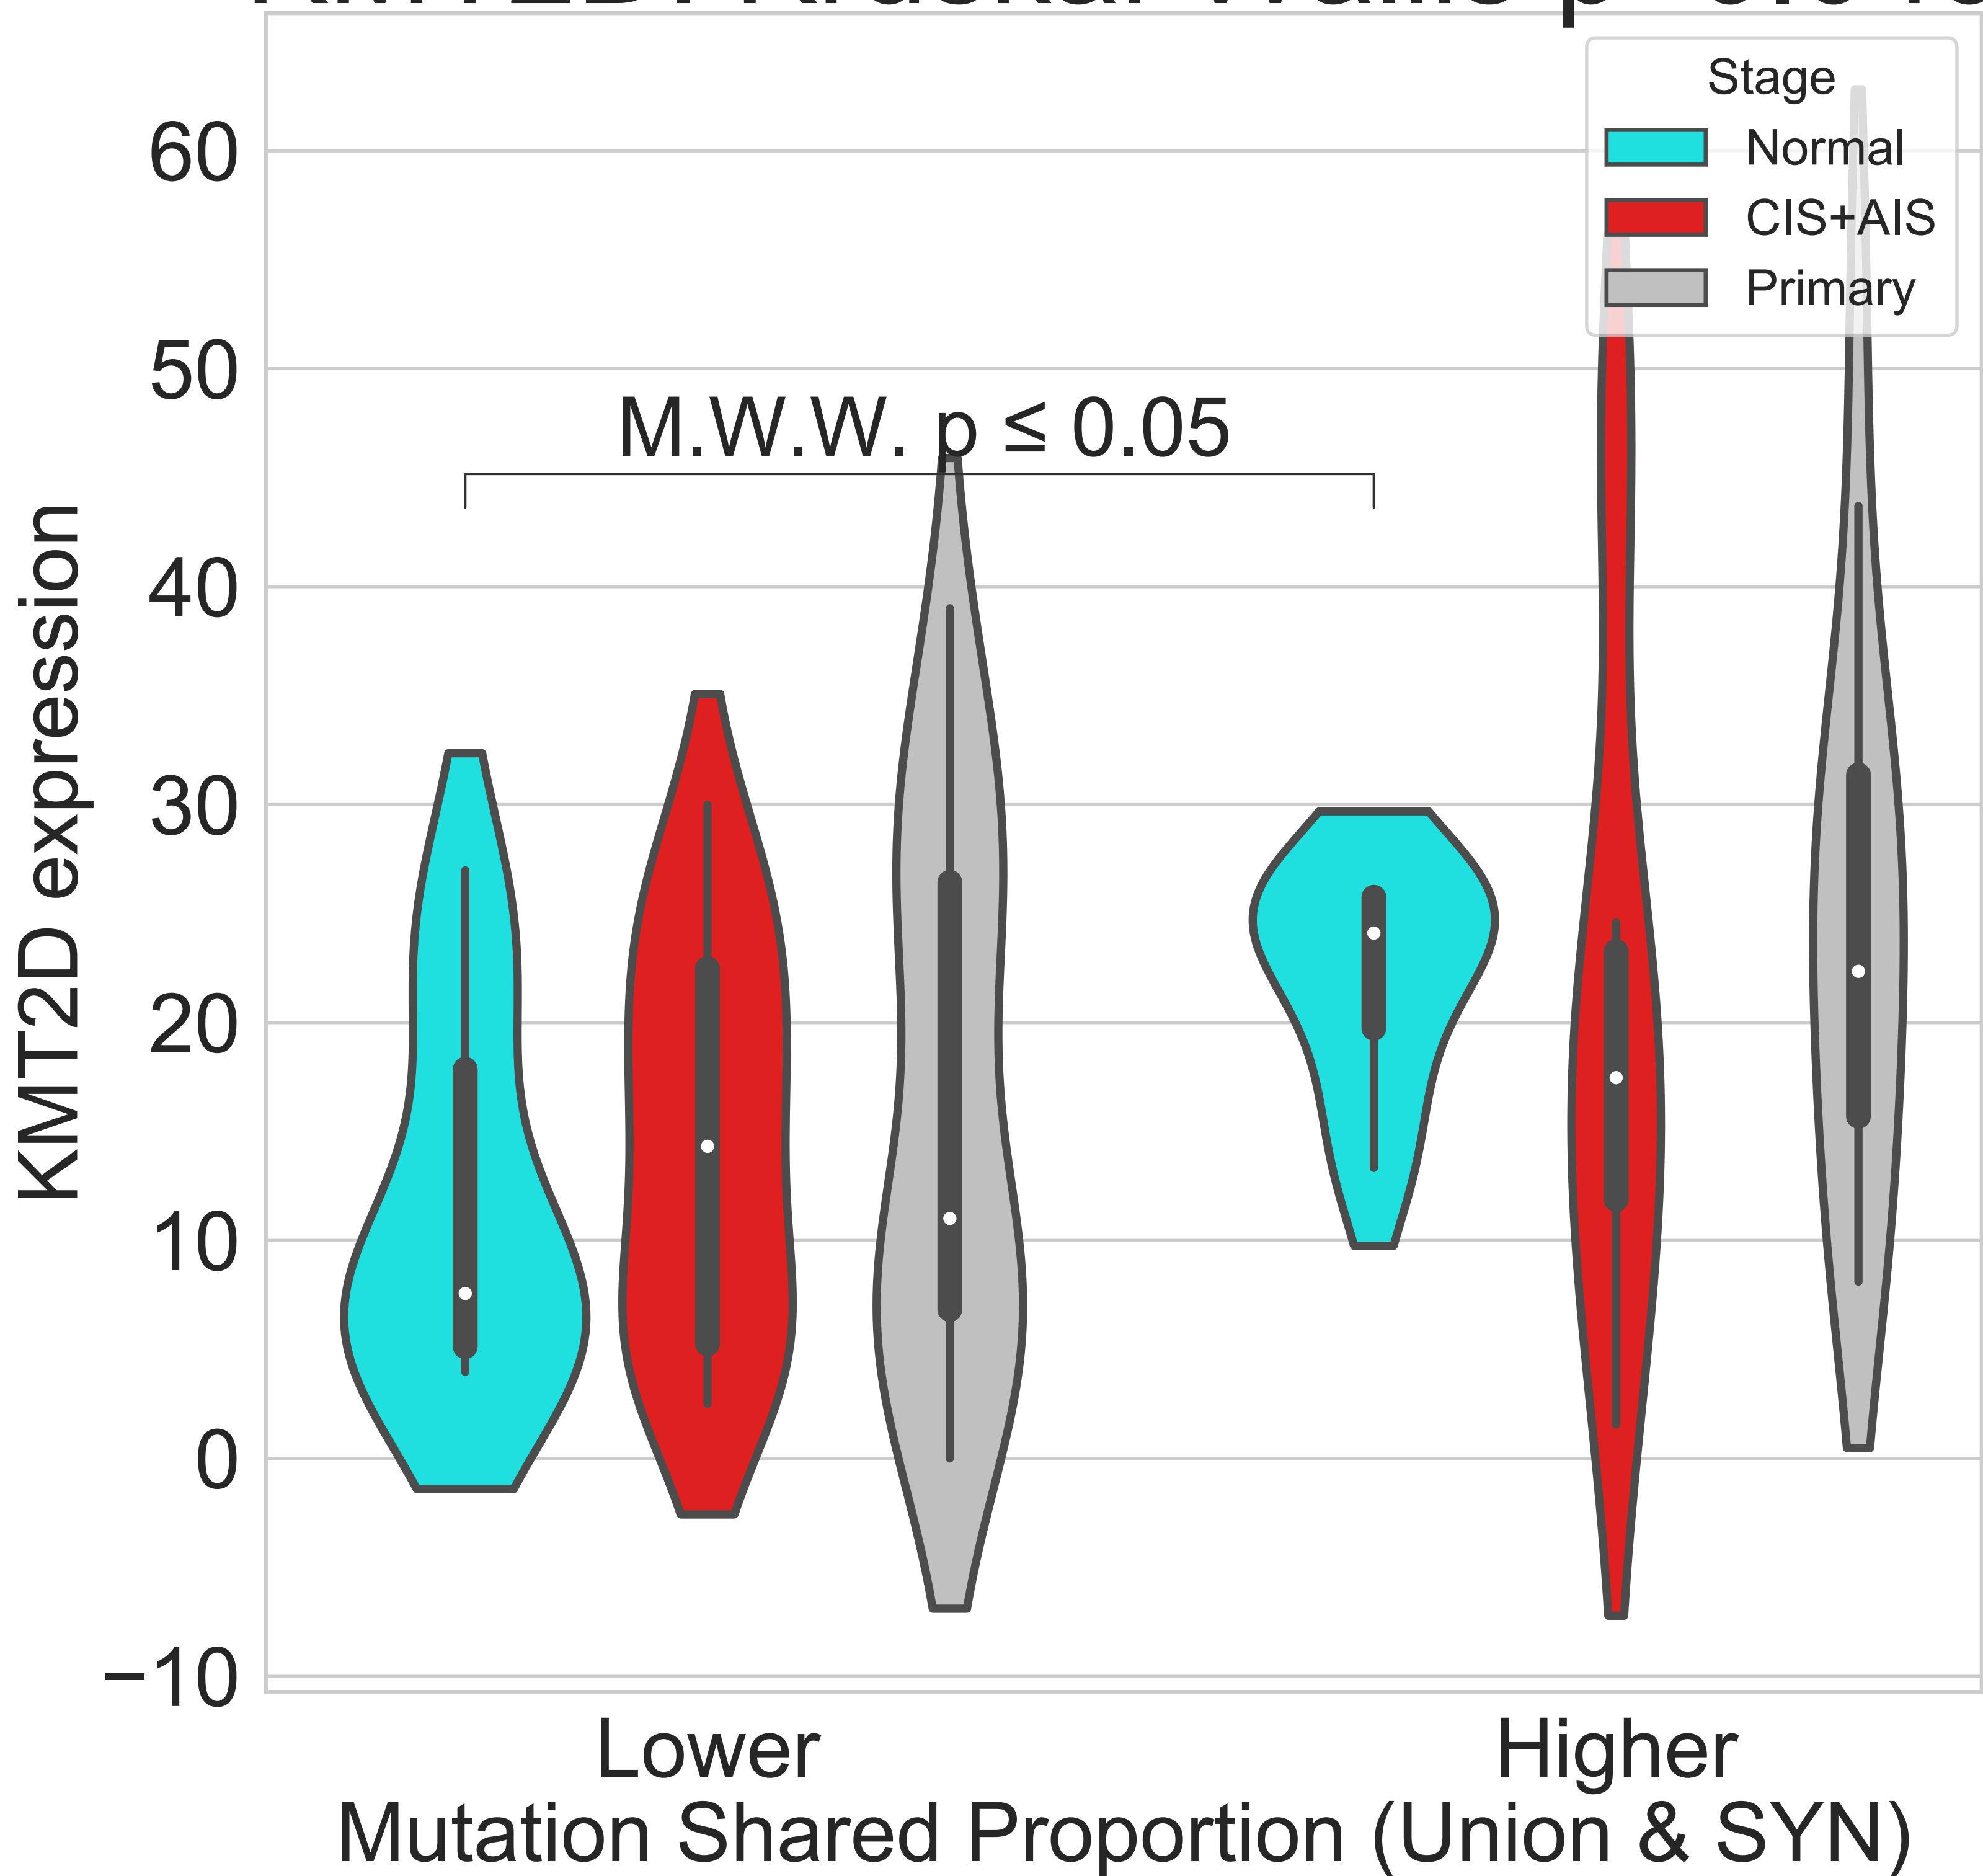 Stage
Normal
CIS+AIS
Primary
60
50
40
30
20
10
0
−10
M.W.W. p ≤ 0.05
KMT2D expression
Lower
Higher
Mutation Shared Proportion (Union & SYN)